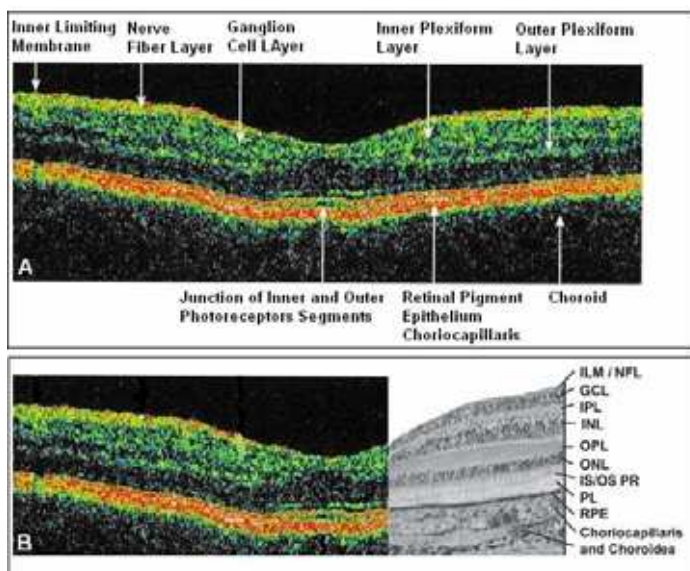 Inner Limiting
Membrane
Nerve
Fiber Layer
Ganglion
Cell LAyer
Inner Plexiform
Layer
Outer Plexiform
Layer
A
Junction of Inner and Outer
Photoreceptors Segments
Retinal Pigment
Epithelium
Choriocapillaris
Choroid
B
ILM / NFL
GCL
IPL
INL
OPL
ONL
IS/OS PR
PL
RPE
Choriocapillaris
and Choroidea